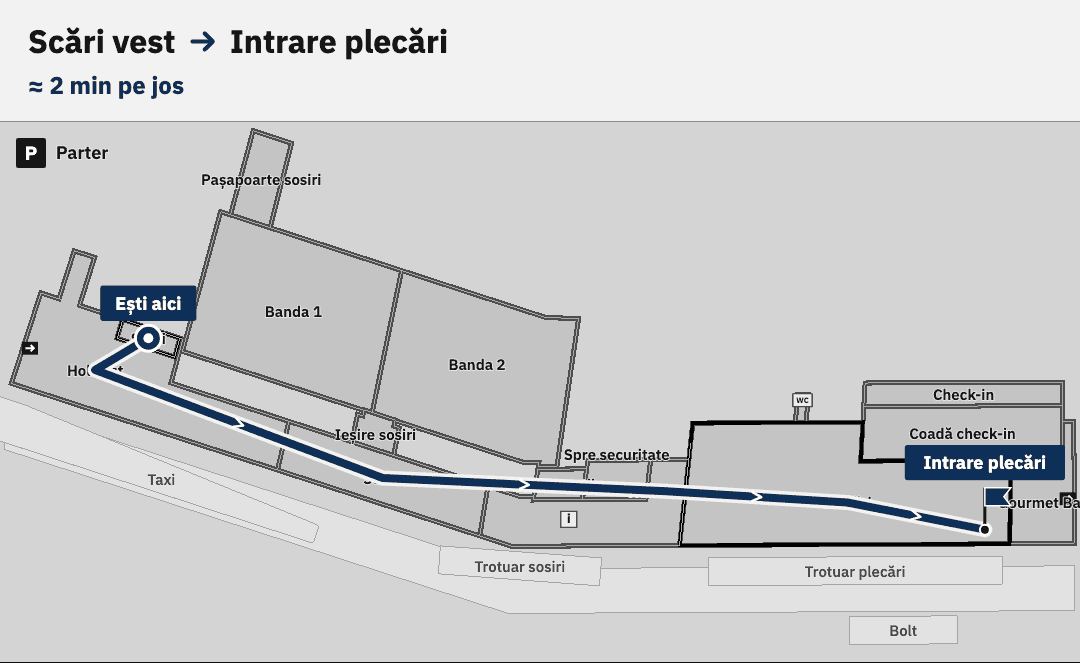 Scări vest → Intrare plecări
≈ 2 min pe jos
P Parter
Pașapoarte sosiri
Ești aici
Banda 1
Banda 2
wc
Check-in
Coadă check-in
Ieșire sosiri
Spre securitate
Intrare plecări
Taxi
i
Trotuar sosiri
Trotuar plecări
Bolt